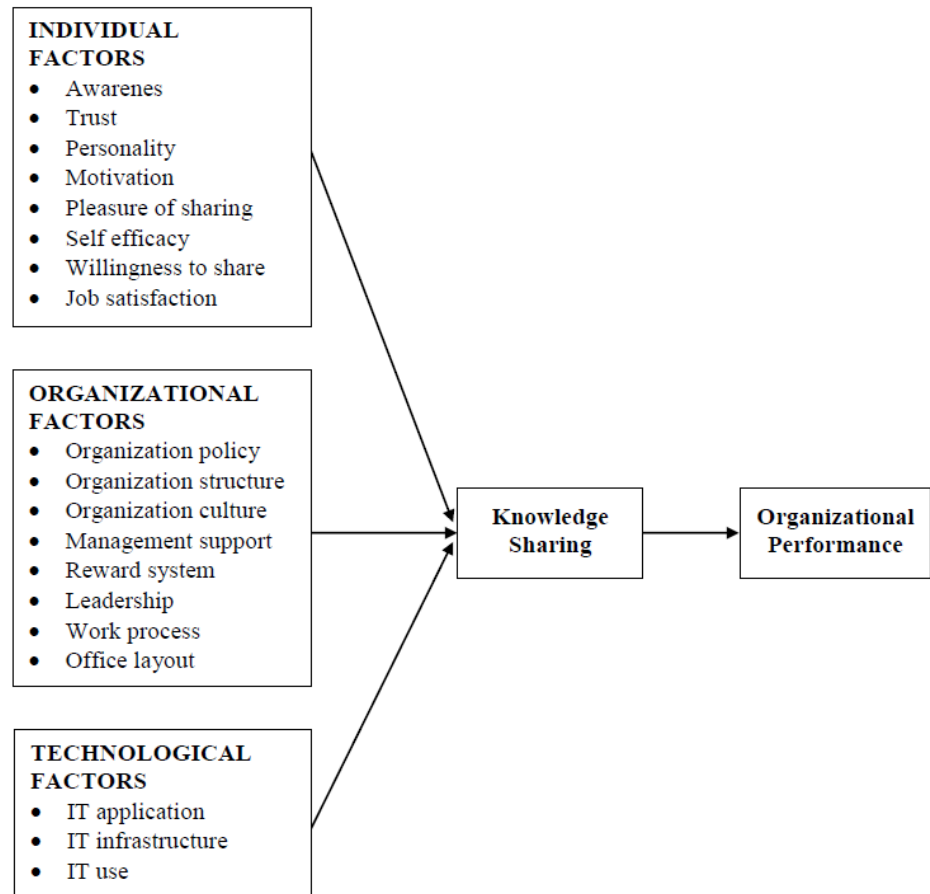 INDIVIDUAL
FACTORS
• Awarenes
• Trust
• Personality
• Motivation
• Pleasure of sharing
• Self efficacy
• Willingness to share
• Job satisfaction
ORGANIZATIONAL
FACTORS
• Organization policy
• Organization structure
• Organization culture
• Management support
• Reward system
• Leadership
• Work process
• Office layout
Knowledge
Sharing
Organizational
Performance
TECHNOLOGICAL
FACTORS
• IT application
• IT infrastructure
• IT use